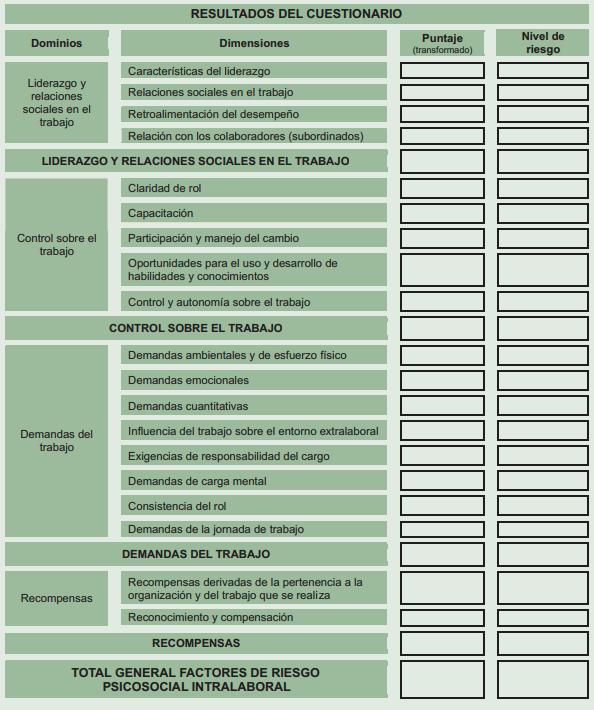 RESULTADOS DEL CUESTIONARIO
Dominios
Dimensiones
Puntaje
(transformado)
Nivel de
riesgo
Liderazgo y
relaciones
sociales en el
trabajo
Características del liderazgo
Relaciones sociales en el trabajo
Retroalimentación del desempeño
Relación con los colaboradores (subordinados)
LIDERAZGO Y RELACIONES SOCIALES EN EL TRABAJO
Control sobre el
trabajo
Claridad de rol
Capacitación
Participación y manejo del cambio
Oportunidades para el uso y desarrollo de
habilidades y conocimientos
Control y autonomía sobre el trabajo
CONTROL SOBRE EL TRABAJO
Demandas del
trabajo
Demandas ambientales y de esfuerzo físico
Demandas emocionales
Demandas cuantitativas
Influencia del trabajo sobre el entorno extralaboral
Exigencias de responsabilidad del cargo
Demandas de carga mental
Consistencia del rol
Demandas de la jornada de trabajo
DEMANDAS DEL TRABAJO
Recompensas
Recompensas derivadas de la pertenencia a la
organización y del trabajo que se realiza
Reconocimiento y compensación
RECOMPENSAS
TOTAL GENERAL FACTORES DE RIESGO
PSICOSOCIAL INTRALABORAL